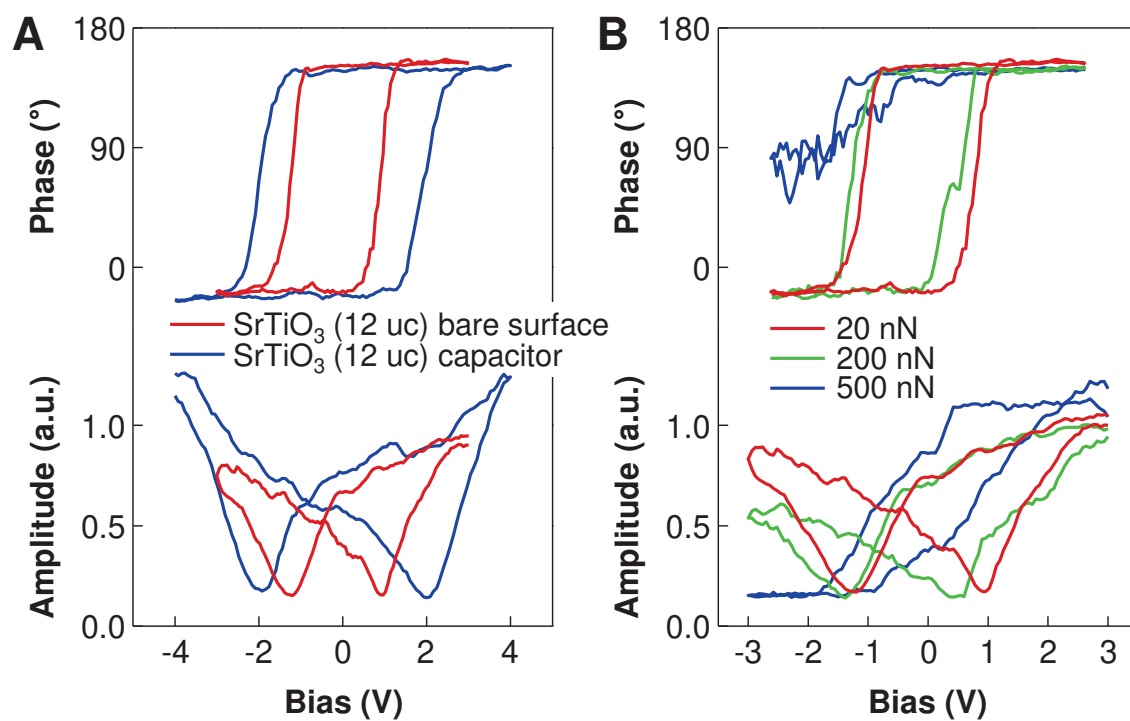 A
180
90
0
Phase (°)
SrTiO₃ (12 uc) bare surface
SrTiO₃ (12 uc) capacitor
1.0
0.5
0.0
Amplitude (a.u.)
-4 -2 0 2 4
Bias (V)
B
180
90
0
Phase (°)
20 nN
200 nN
500 nN
1.0
0.5
0.0
Amplitude (a.u.)
-3 -2 -1 0 1 2 3
Bias (V)